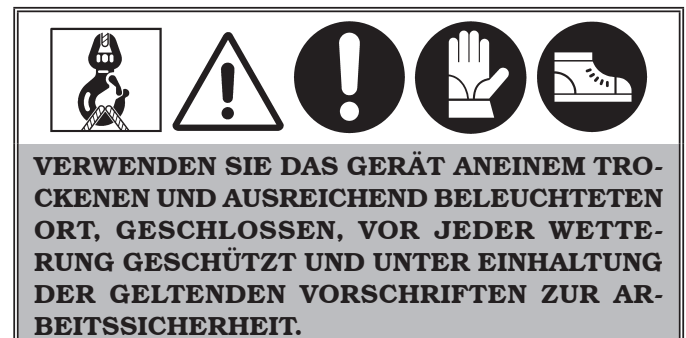 VERWENDEN SIE DAS GERÄT ANEINEM TRO-
CKENEN UND AUSREICHEND BELEUCHTETEN
ORT, GESCHLOSSEN, VOR JEDER WETTE-
RUNG GESCHÜTZT UND UNTER EINHALTUNG
DER GELTENDEN VORSCHRIFTEN ZUR AR-
BEITSSICHERHEIT.